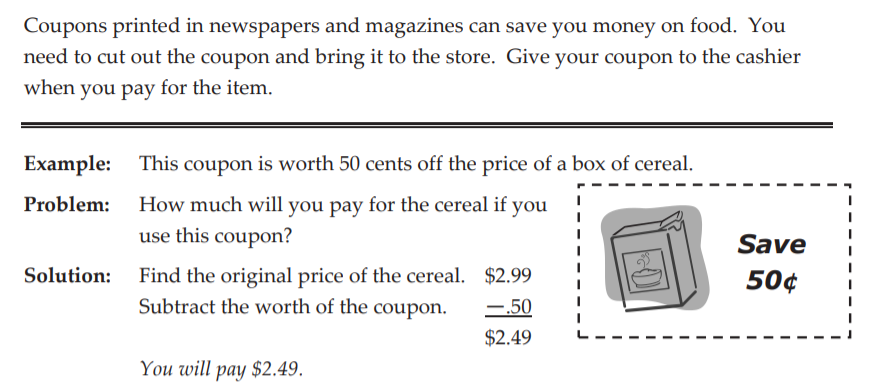 Coupons printed in newspapers and magazines can save you money on food. You
need to cut out the coupon and bring it to the store. Give your coupon to the cashier
when you pay for the item.
Example: This coupon is worth 50 cents off the price of a box of cereal.
Problem: How much will you pay for the cereal if you
use this coupon?
Solution: Find the original price of the cereal. $2.99
Subtract the worth of the coupon. —.50
$2.49
You will pay $2.49.
Save
50¢